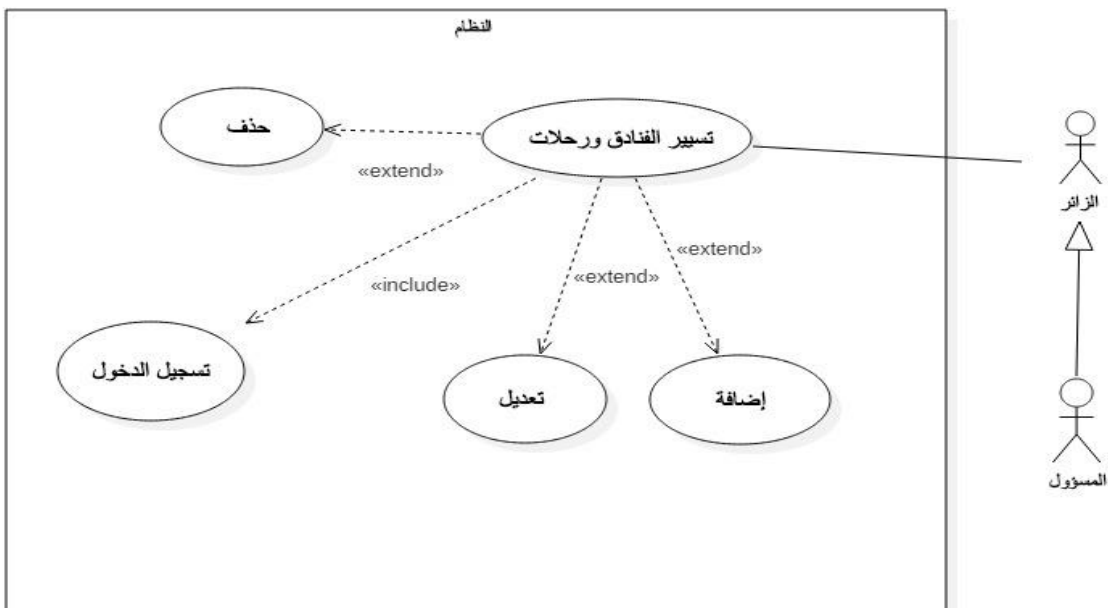 النظام
حذف
تسيير الفنادق ورحلات
الزائر
«extend»
«extend»
«extend»
«include»
تسجيل الدخول
تعديل
إضافة
المسؤول